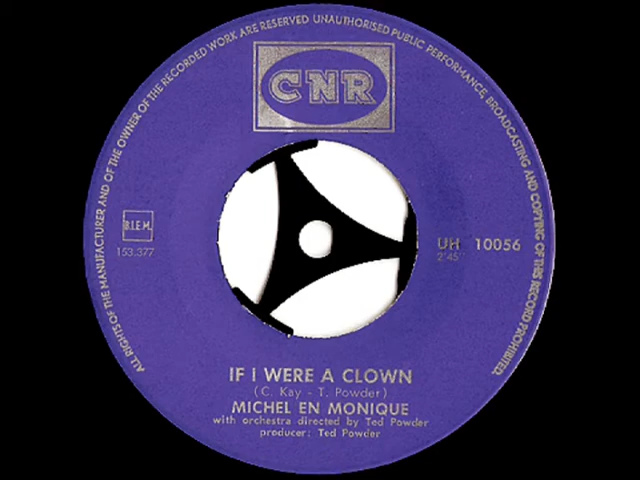 ALL RIGHTS OF THE MANUFACTURER AND OF THE OWNER OF THE RECORDED WORK ARE RESERVED UNAUTHORISED PUBLIC PERFORMANCE BROADCASTING AND COPYING OF THIS RECORD PROHIBITED.
CNR
B.I.E.M.
153.377
UH 10056
2'45"
IF I WERE A CLOWN
(C. Kay - T. Powder)
MICHEL EN MONIQUE
with orchestra directed by Ted Powder
producer: Ted Powder